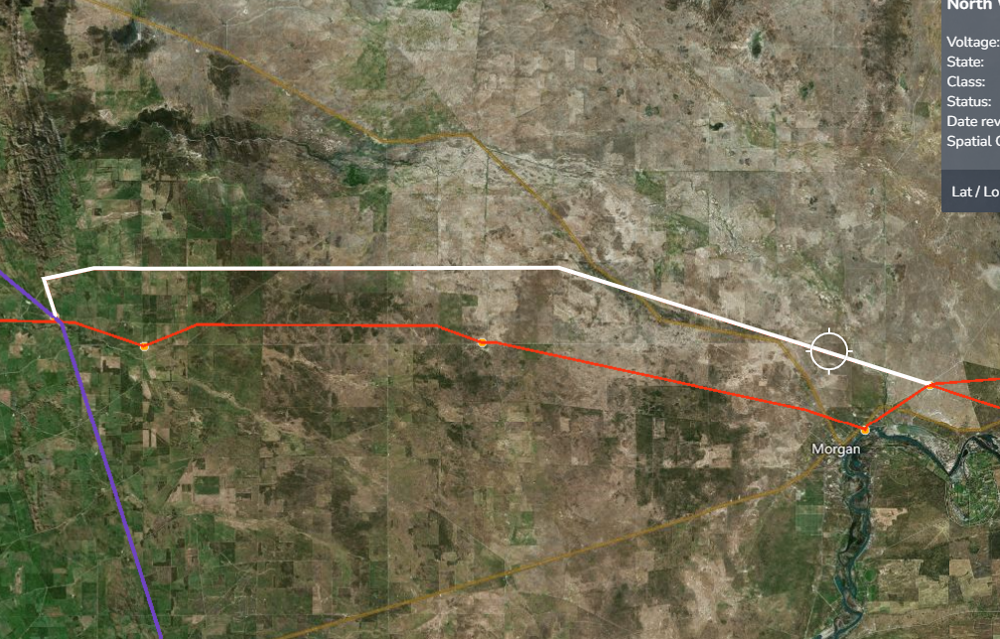 North
Voltage:
State:
Class:
Status:
Date rev
Spatial
Lat / Lo
Morgan